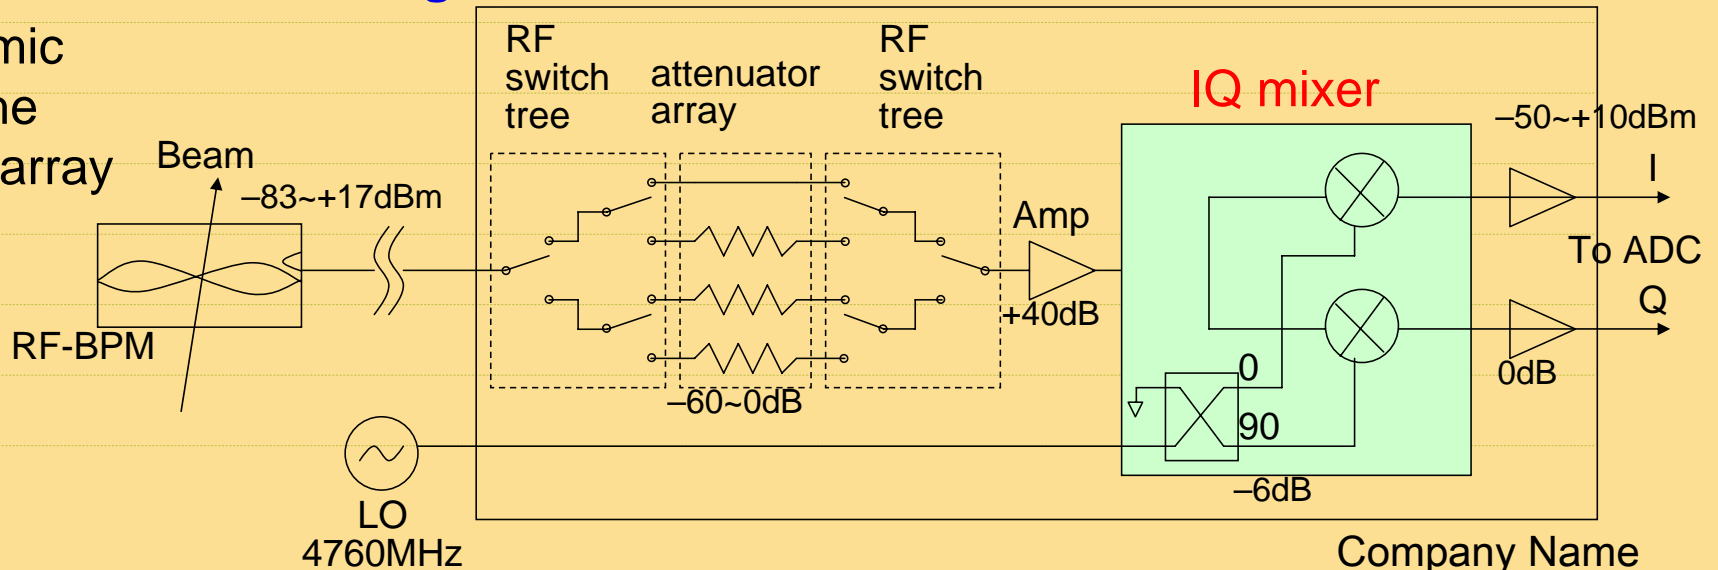 mic
ne
array
Beam
–83~+17dBm
RF-BPM
RF
switch
tree
attenuator
array
–60~0dB
RF
switch
tree
Amp
+40dB
IQ mixer
0
90
–6dB
–50~+10dBm
I
To ADC
Q
0dB
LO
4760MHz
Company Name